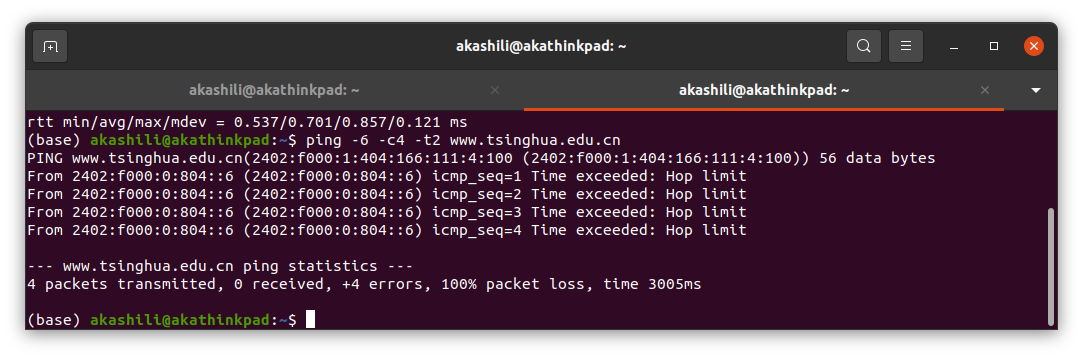 akashili@akathinkpad: ~
akashili@akathinkpad: ~
akashili@akathinkpad: ~
rtt min/avg/max/mdev = 0.537/0.701/0.857/0.121 ms
(base) akashili@akathinkpad:~$ ping -6 -c4 -t2 www.tsinghua.edu.cn
PING www.tsinghua.edu.cn(2402:f000:1:404:166:111:4:100 (2402:f000:1:404:166:111:4:100)) 56 data bytes
From 2402:f000:0:804::6 (2402:f000:0:804::6) icmp_seq=1 Time exceeded: Hop limit
From 2402:f000:0:804::6 (2402:f000:0:804::6) icmp_seq=2 Time exceeded: Hop limit
From 2402:f000:0:804::6 (2402:f000:0:804::6) icmp_seq=3 Time exceeded: Hop limit
From 2402:f000:0:804::6 (2402:f000:0:804::6) icmp_seq=4 Time exceeded: Hop limit
--- www.tsinghua.edu.cn ping statistics ---
4 packets transmitted, 0 received, +4 errors, 100% packet loss, time 3005ms
(base) akashili@akathinkpad:~$